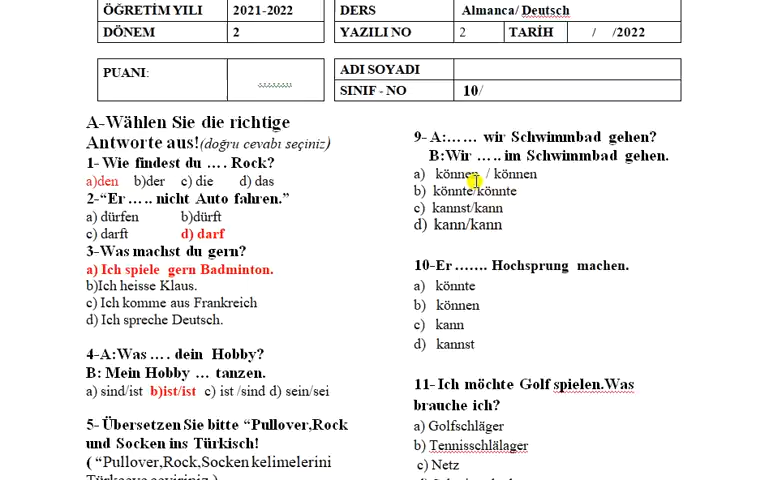 ÖĞRETİM YILI 2021-2022 DERS Almanca/ Deutsch
DÖNEM 2 YAZILI NO 2 TARİH / /2022
PUANI: ADI SOYADI
SINIF - NO 10/
A-Wählen Sie die richtige
Antworte aus!(doğru cevabı seçiniz)
1- Wie findest du …. Rock?
a)den b)der c) die d) das
2-“Er ….. nicht Auto fahren.”
a) dürfen b)dürft
c) darft d) darf
3-Was machst du gern?
a) Ich spiele gern Badminton.
b)Ich heisse Klaus.
c) Ich komme aus Frankreich
d) Ich spreche Deutsch.
4-A:Was …. dein Hobby?
B: Mein Hobby … tanzen.
a) sind/ist b)ist/ist c) ist /sind d) sein/sei
5- Übersetzen Sie bitte “Pullover,Rock
und Socken ins Türkisch!
( “Pullover,Rock,Socken kelimelerini
Türkçeye çeviriniz.)
9- A:…… wir Schwimmbad gehen?
B:Wir ….. im Schwimmbad gehen.
a) können / können
b) könnte/könnte
c) kannst/kann
d) kann/kann
10-Er ……. Hochsprung machen.
a) könnte
b) können
c) kann
d) kannst
11- Ich möchte Golf spielen.Was
brauche ich?
a) Golfschläger
b) Tennisschlälager
c) Netz